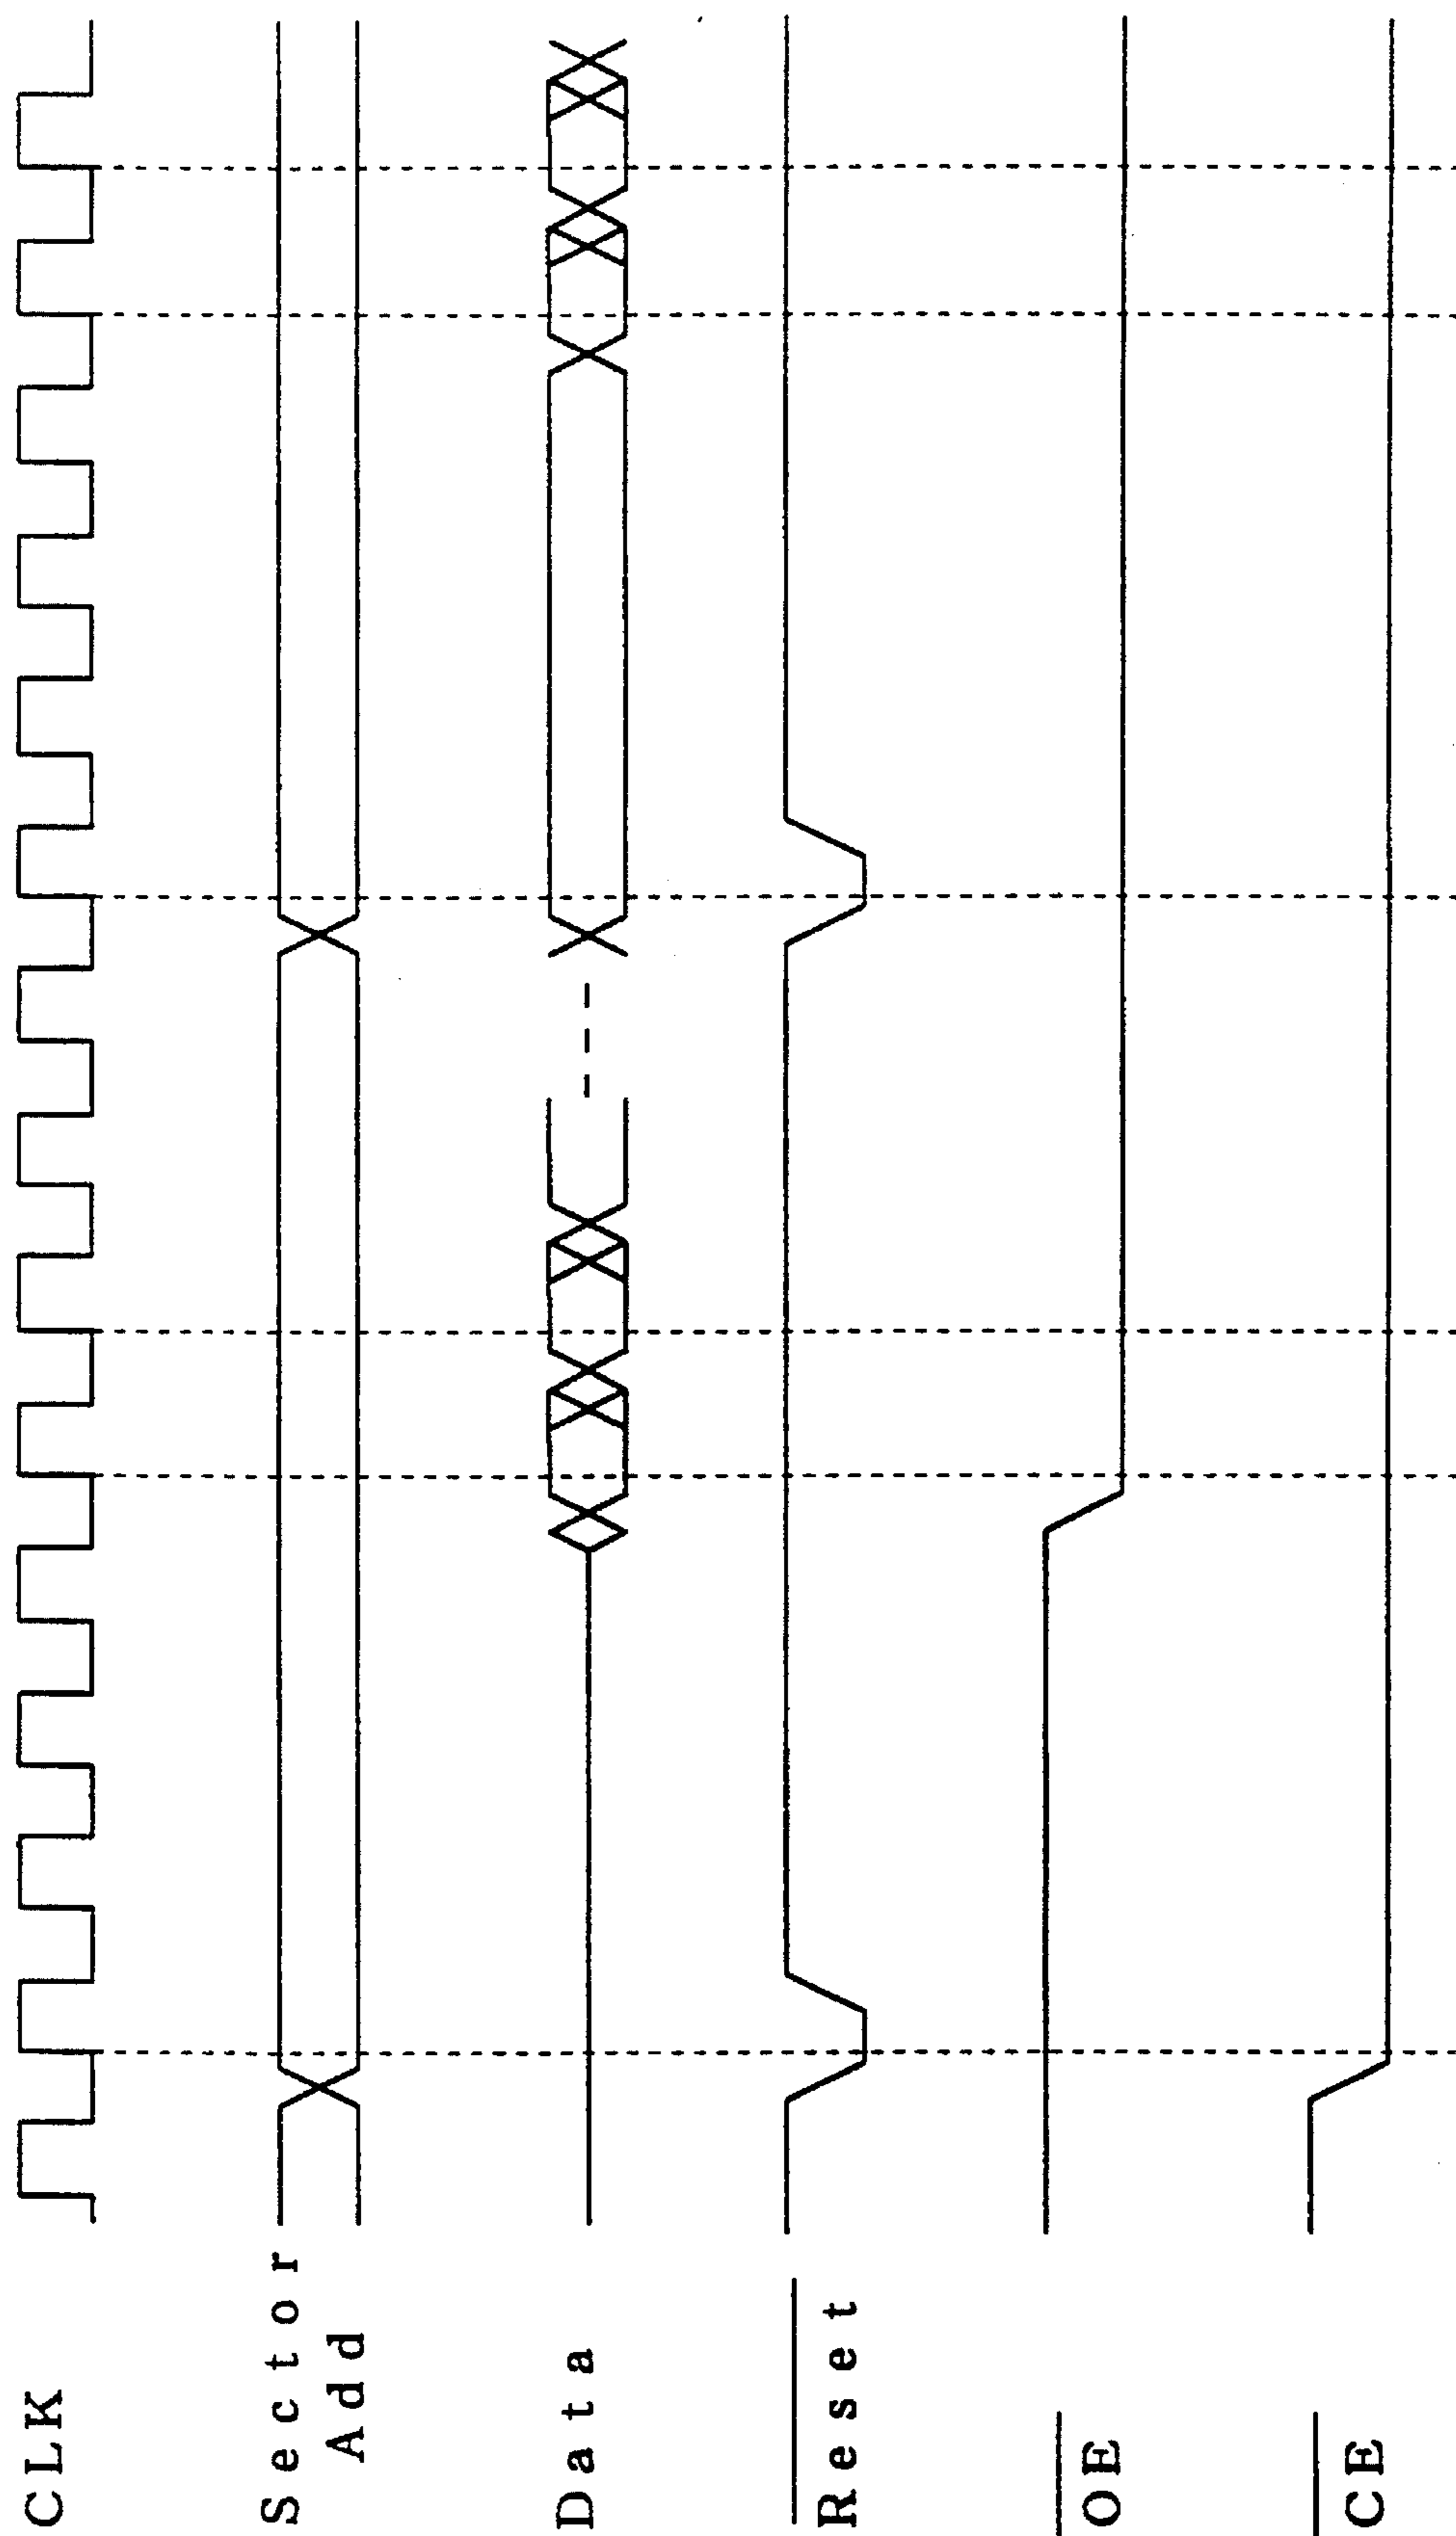 CLK
Sector
Add
Data
Reset
OE
CE